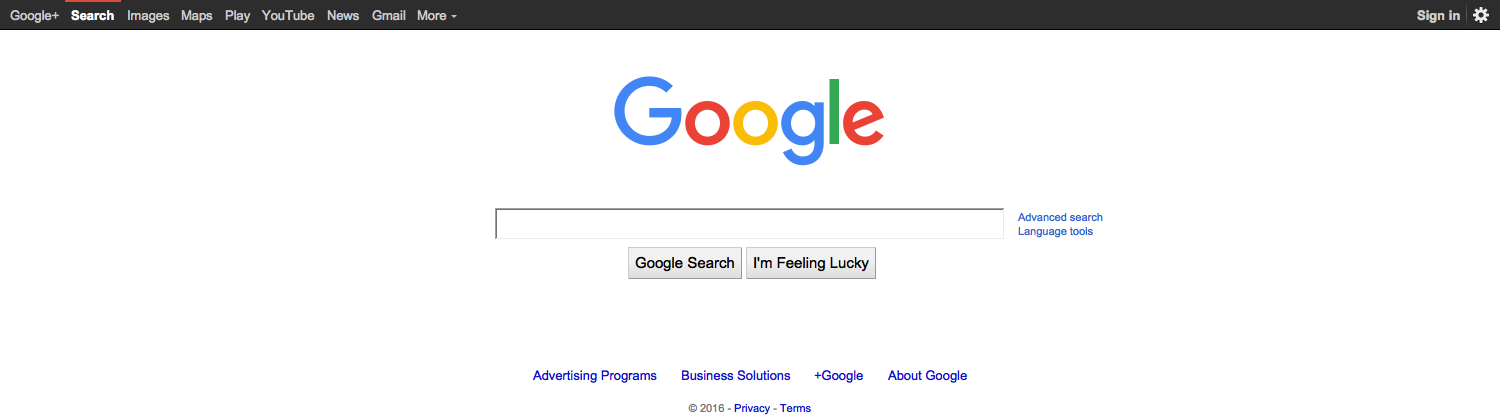 Google+ Search Images Maps Play YouTube News Gmail More Sign in
Google
Advanced search
Language tools
Google Search I'm Feeling Lucky
Advertising Programs Business Solutions +Google About Google
© 2016 - Privacy - Terms